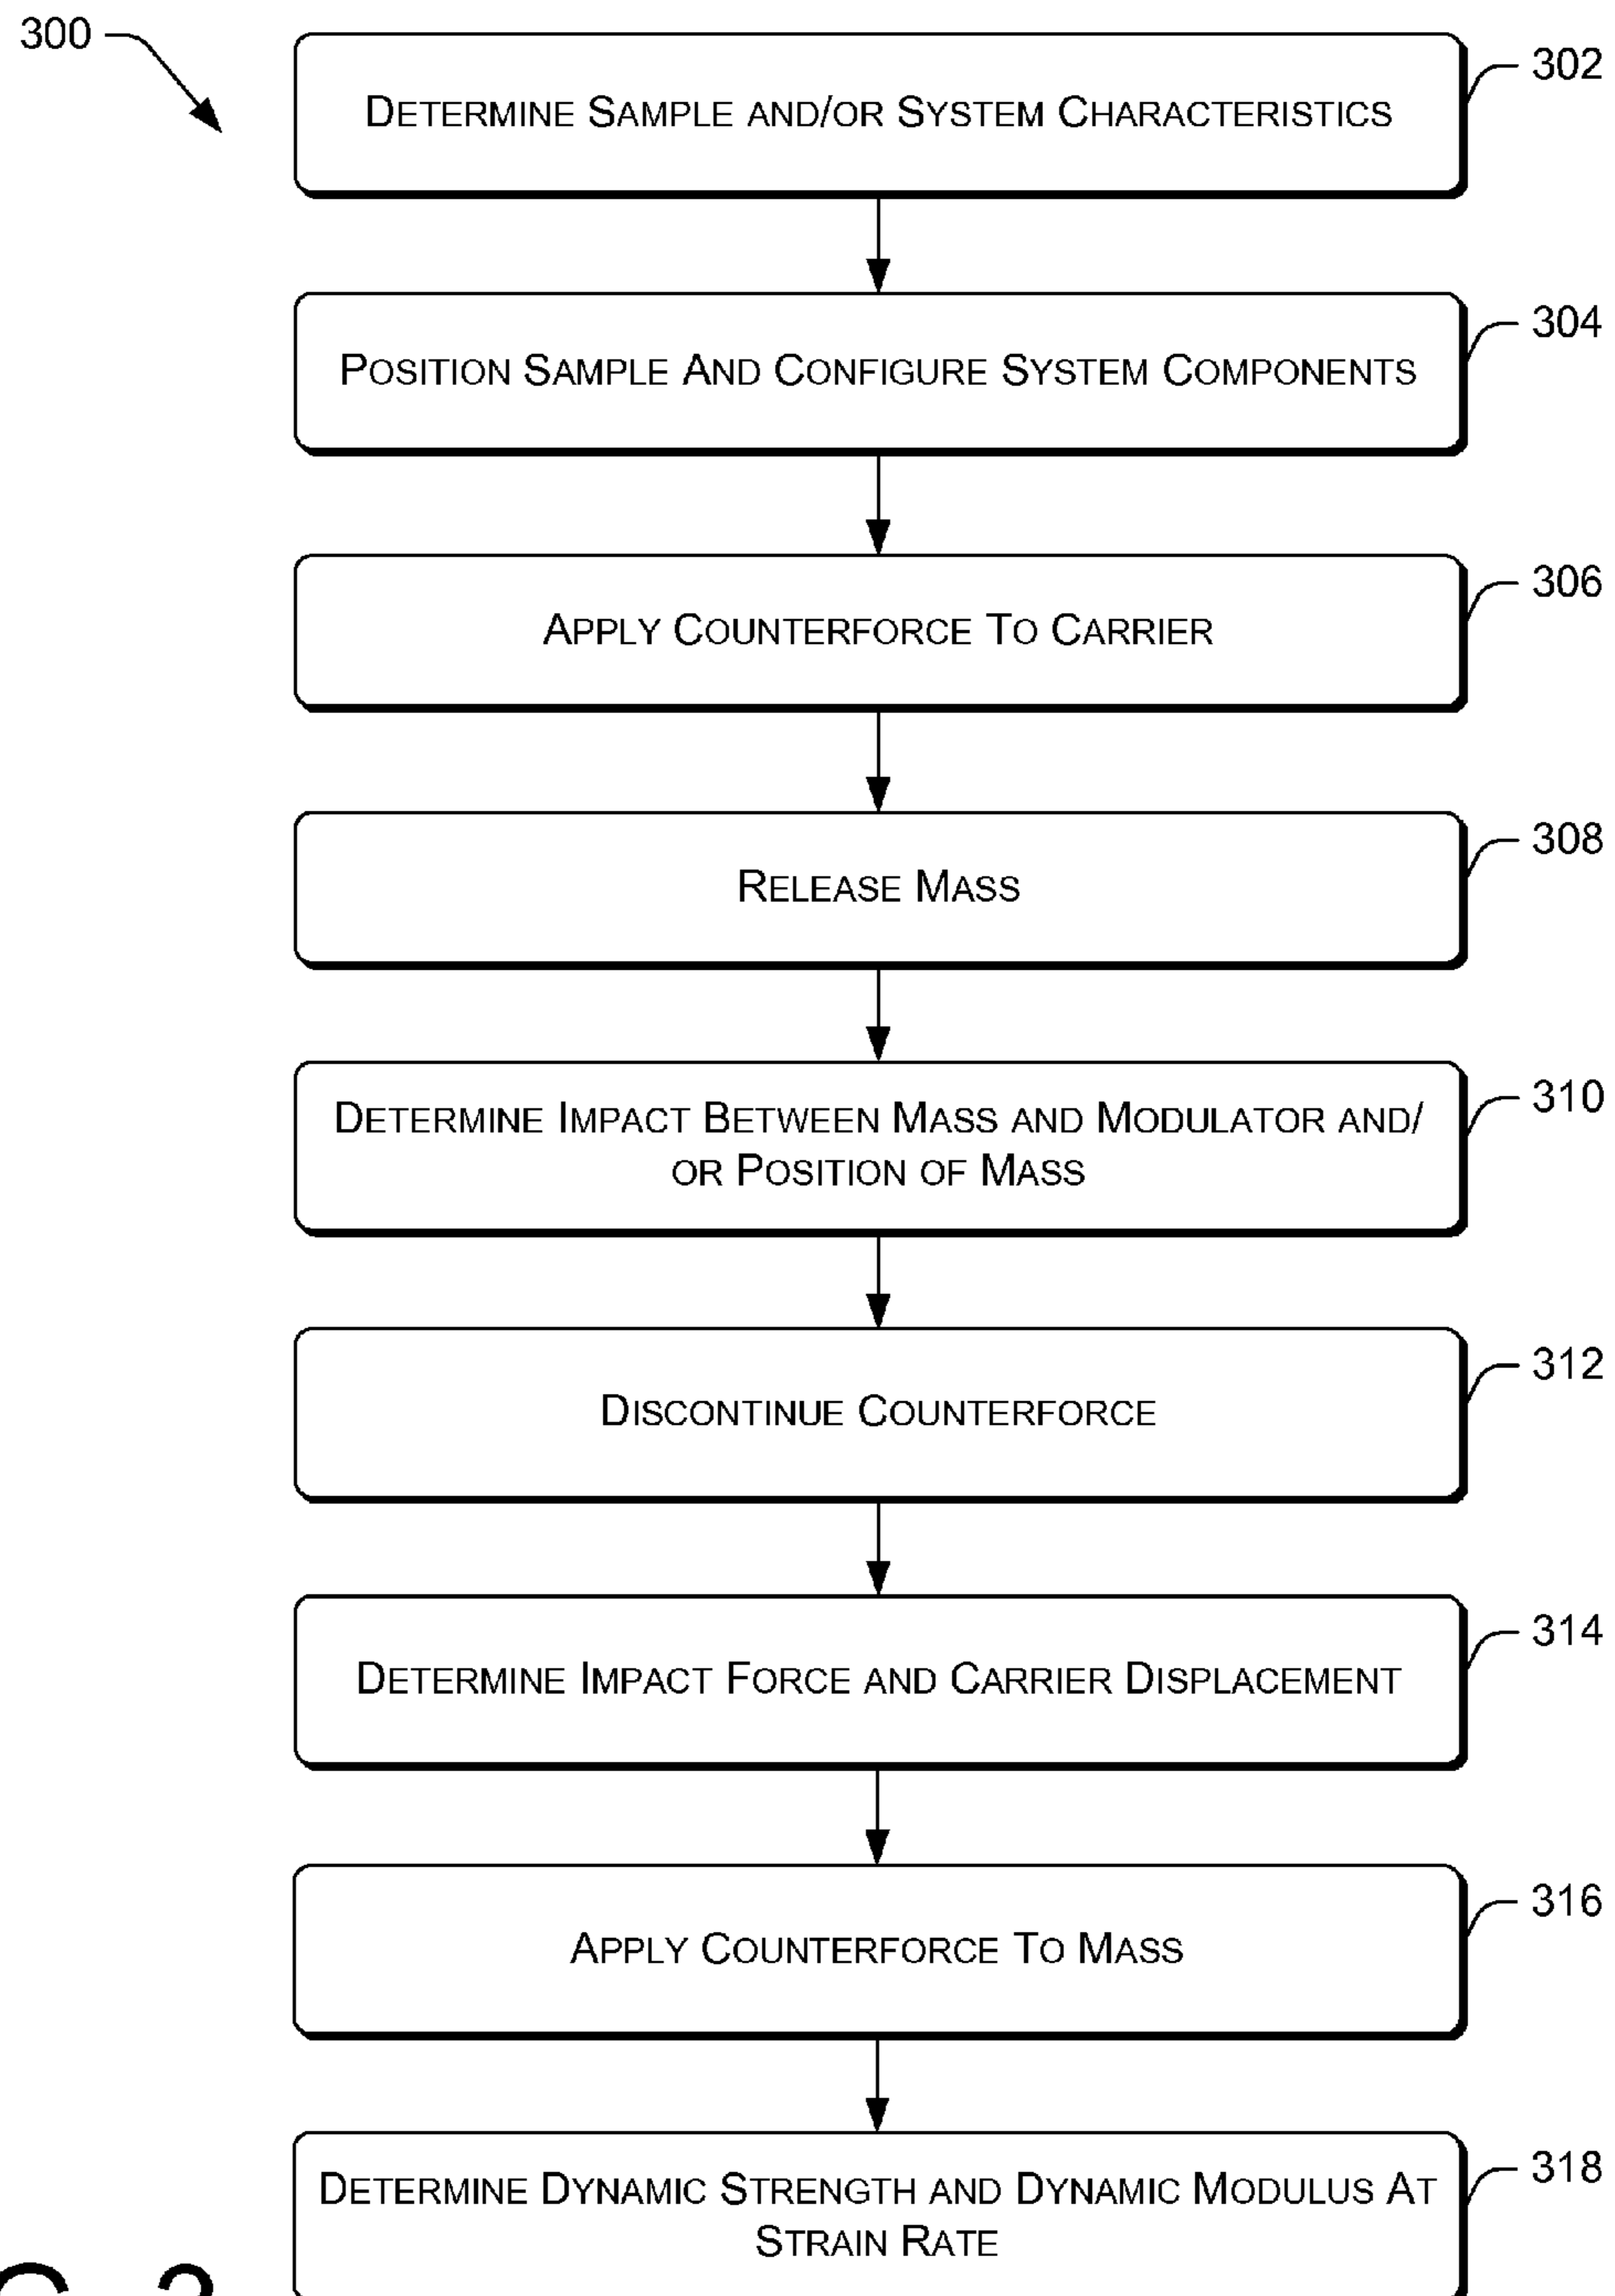 300
DETERMINE SAMPLE AND/OR SYSTEM CHARACTERISTICS
302
POSITION SAMPLE AND CONFIGURE SYSTEM COMPONENTS
304
APPLY COUNTERFORCE TO CARRIER
306
RELEASE MASS
308
DETERMINE IMPACT BETWEEN MASS AND MODULATOR AND/
OR POSITION OF MASS
310
DISCONTINUE COUNTERFORCE
312
DETERMINE IMPACT FORCE AND CARRIER DISPLACEMENT
314
APPLY COUNTERFORCE TO MASS
316
DETERMINE DYNAMIC STRENGTH AND DYNAMIC MODULUS AT
STRAIN RATE
318